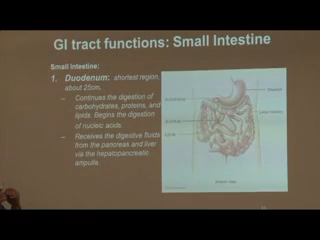 GI tract functions: Small Intestine
Small Intestine:
1. Duodenum: shortest region,
about 25cm.
– Continues the digestion of
carbohydrates, proteins, and
lipids. Begins the digestion
of nucleic acids.
– Receives the digestive fluids
from the pancreas and liver
via the hepatopancreatic
ampulla.